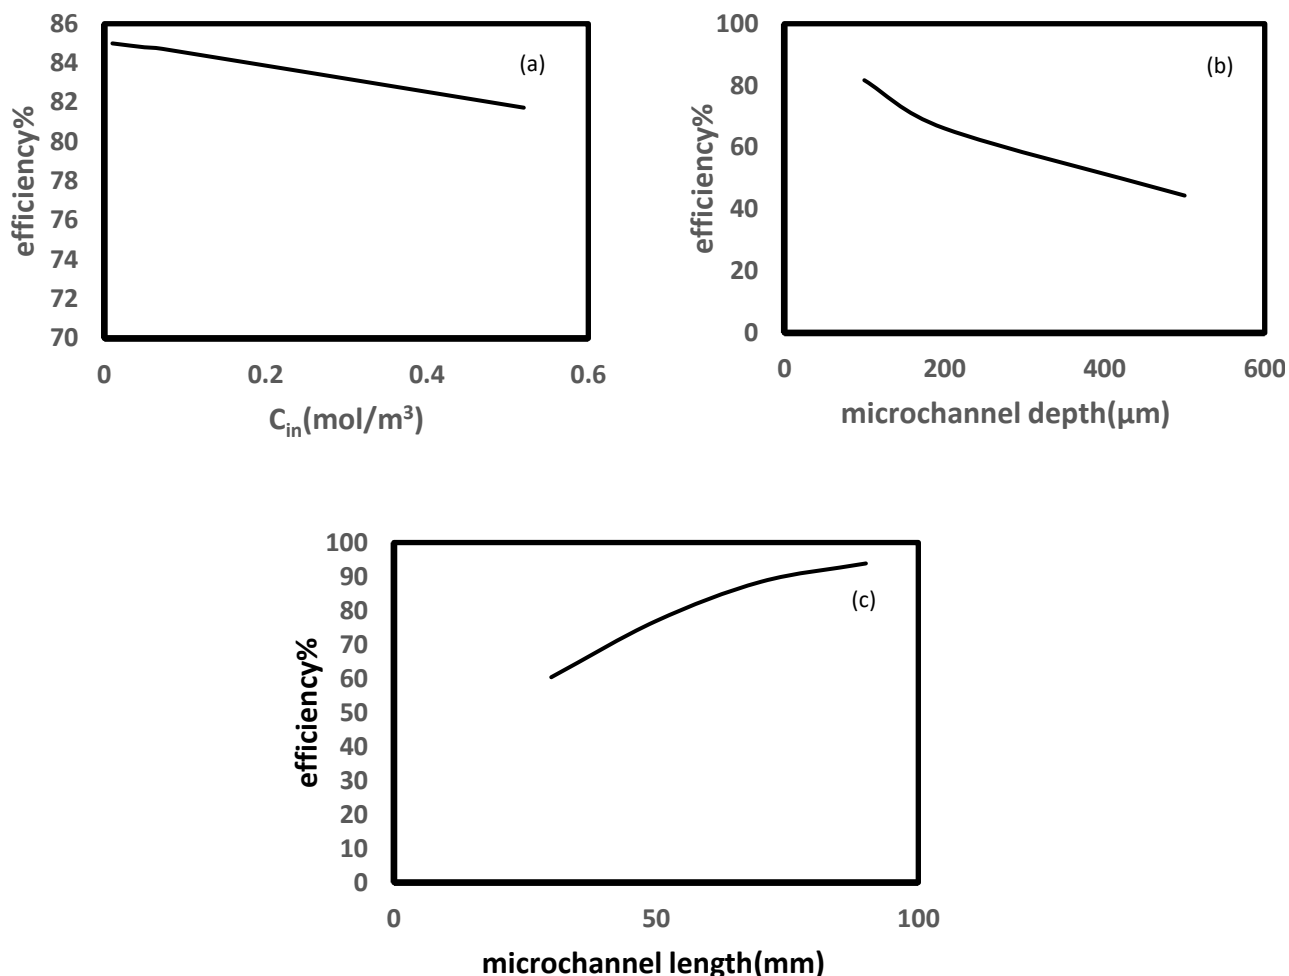 86
84
82
80
78
76
74
72
70
efficiency%
(a)
0 0.2 0.4 0.6
C_in(mol/m³)
100
80
60
40
20
0
efficiency%
(b)
0 200 400 600
microchannel depth(μm)
100
90
80
70
60
50
40
30
20
10
0
efficiency%
(c)
0 50 100
microchannel length(mm)